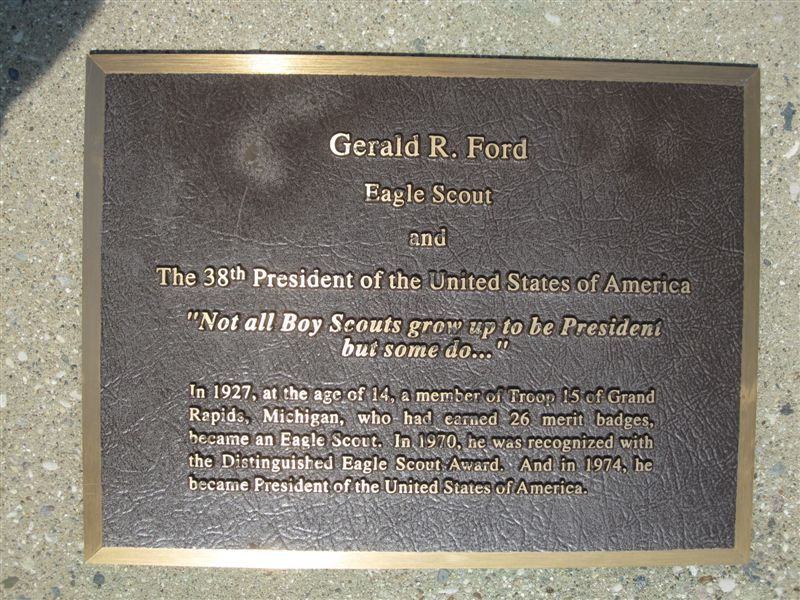 Gerald R. Ford
Eagle Scout
and
The 38th President of the United States of America
"Not all Boy Scouts grow up to be President
but some do..."
In 1927, at the age of 14, a member of Troop 15 of Grand
Rapids, Michigan, who had earned 26 merit badges,
became an Eagle Scout. In 1970, he was recognized with
the Distinguished Eagle Scout Award. And in 1974, he
became President of the United States of America.